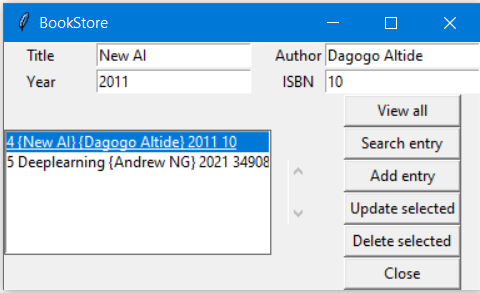 BookStore
Title New AI Author Dagogo Altide
Year 2011 ISBN 10
View all
4 {New AI} {Dagogo Altide} 2011 10
Search entry
5 Deeplearning {Andrew NG} 2021 34908
Add entry
Update selected
Delete selected
Close